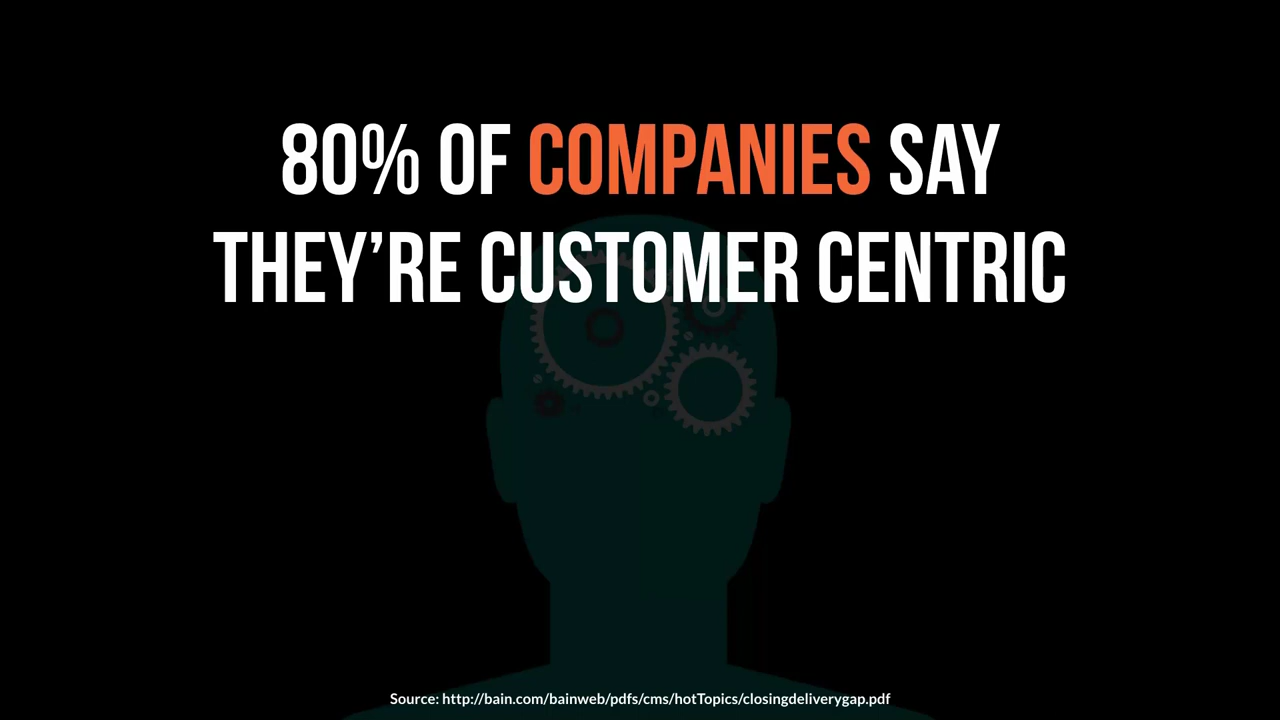 80% OF COMPANIES SAY
THEY’RE CUSTOMER CENTRIC
Source: http://bain.com/bainweb/pdfs/cms/hotTopics/closingdeliverygap.pdf